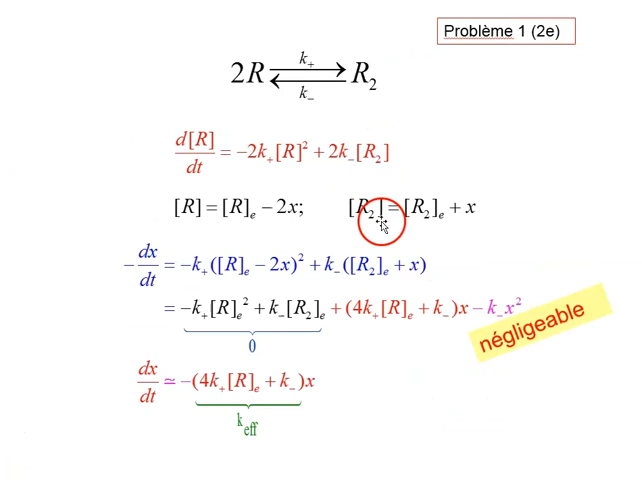 Problème 1 (2e)
2R ⇌ R₂
k₊
k₋
d[R]/dt = −2k₊[R]² + 2k₋[R₂]
[R] = [R]ₑ − 2x; [R₂] = [R₂]ₑ + x
−dx/dt = −k₊([R]ₑ − 2x)² + k₋([R₂]ₑ + x)
= −k₊[R]ₑ² + k₋[R₂]ₑ + (4k₊[R]ₑ + k₋)x − k₋x²
0
négligeable
dx/dt ≃ −(4k₊[R]ₑ + k₋)x
k eff